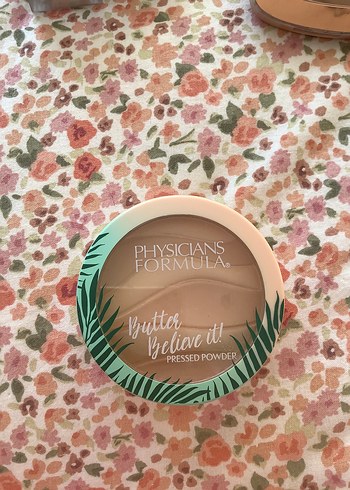 PHYSICIANS
FORMULA®
Butter
Believe it!
PRESSED POWDER